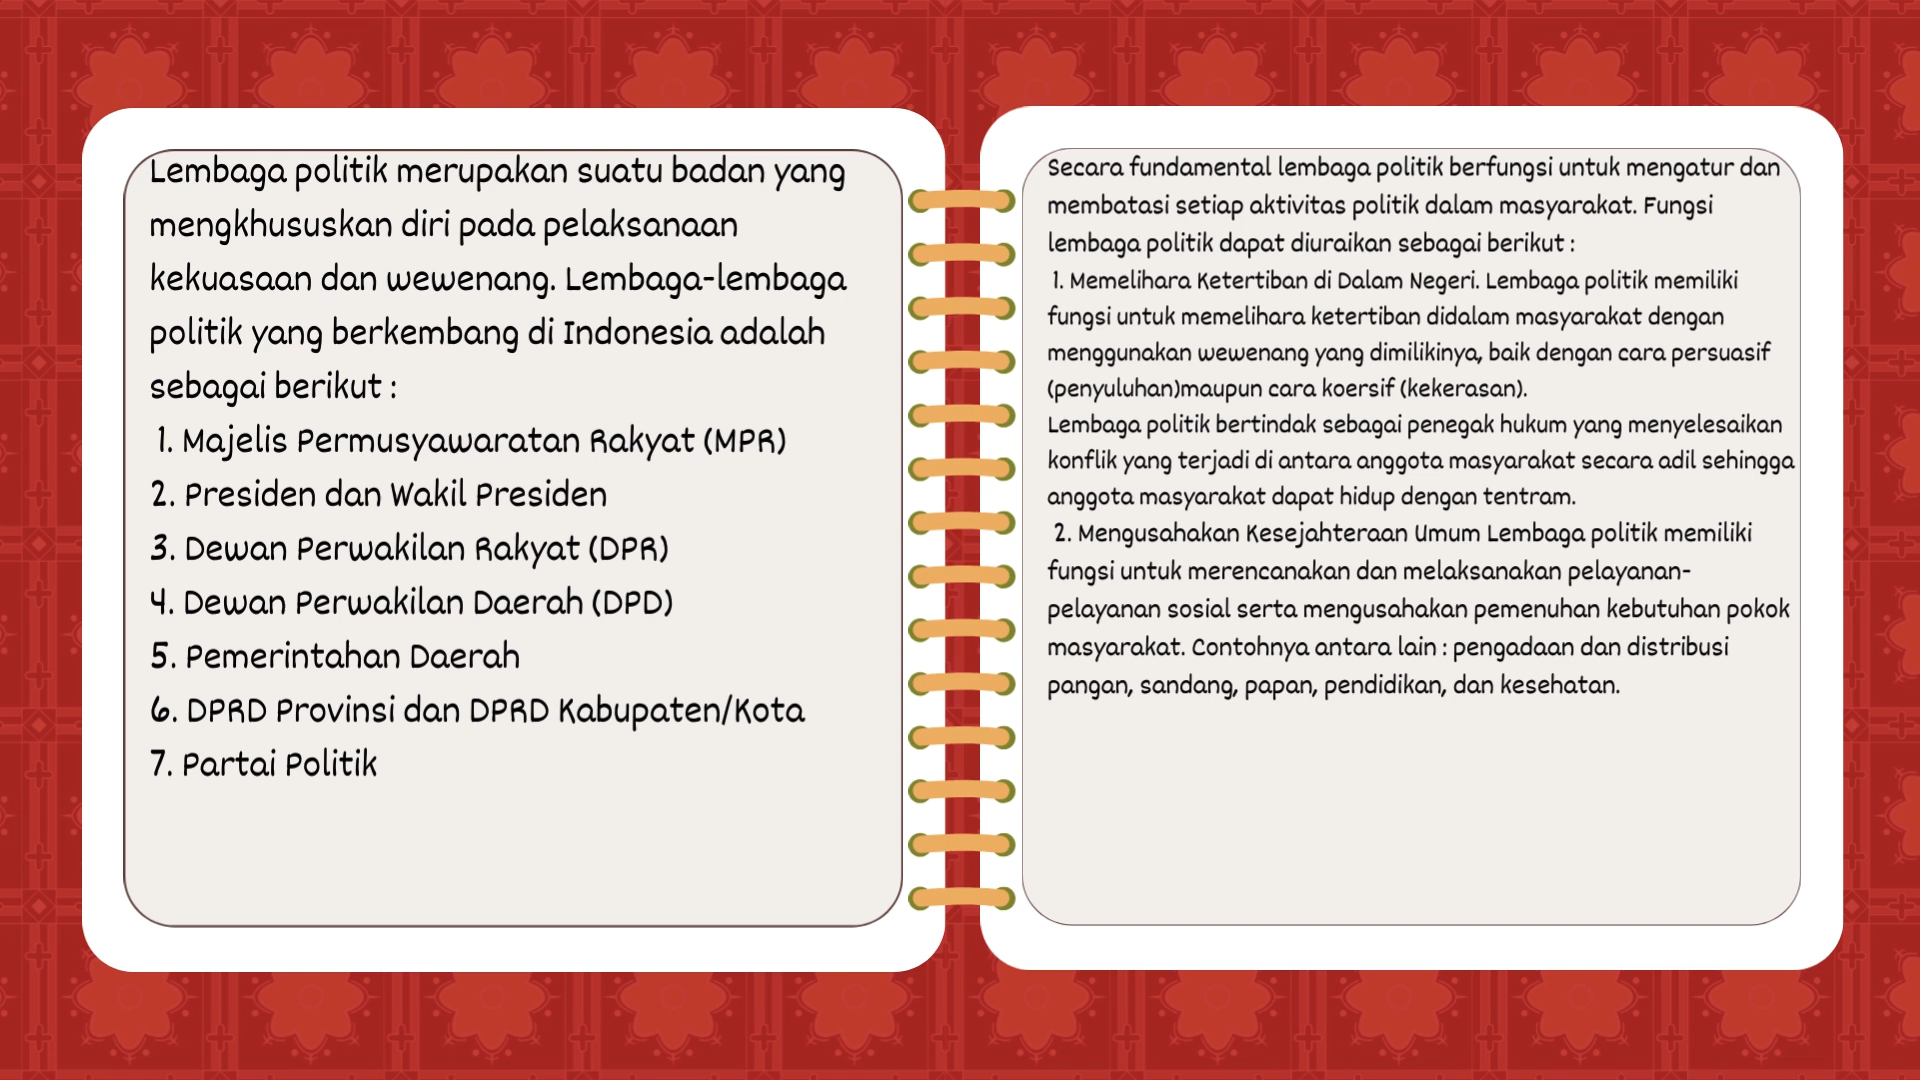 Lembaga politik merupakan suatu badan yang
mengkhususkan diri pada pelaksanaan
kekuasaan dan wewenang. Lembaga-lembaga
politik yang berkembang di Indonesia adalah
sebagai berikut :
1. Majelis Permusyawaratan Rakyat (MPR)
2. Presiden dan Wakil Presiden
3. Dewan Perwakilan Rakyat (DPR)
4. Dewan Perwakilan Daerah (DPD)
5. Pemerintahan Daerah
6. DPRD Provinsi dan DPRD Kabupaten/Kota
7. Partai Politik
Secara fundamental lembaga politik berfungsi untuk mengatur dan
membatasi setiap aktivitas politik dalam masyarakat. Fungsi
lembaga politik dapat diuraikan sebagai berikut :
1. Memelihara Ketertiban di Dalam Negeri. Lembaga politik memiliki
fungsi untuk memelihara ketertiban didalam masyarakat dengan
menggunakan wewenang yang dimilikinya, baik dengan cara persuasif
(penyuluhan)maupun cara koersif (kekerasan).
Lembaga politik bertindak sebagai penegak hukum yang menyelesaikan
konflik yang terjadi di antara anggota masyarakat secara adil sehingga
anggota masyarakat dapat hidup dengan tentram.
2. Mengusahakan Kesejahteraan Umum Lembaga politik memiliki
fungsi untuk merencanakan dan melaksanakan pelayanan-
pelayanan sosial serta mengusahakan pemenuhan kebutuhan pokok
masyarakat. Contohnya antara lain : pengadaan dan distribusi
pangan, sandang, papan, pendidikan, dan kesehatan.